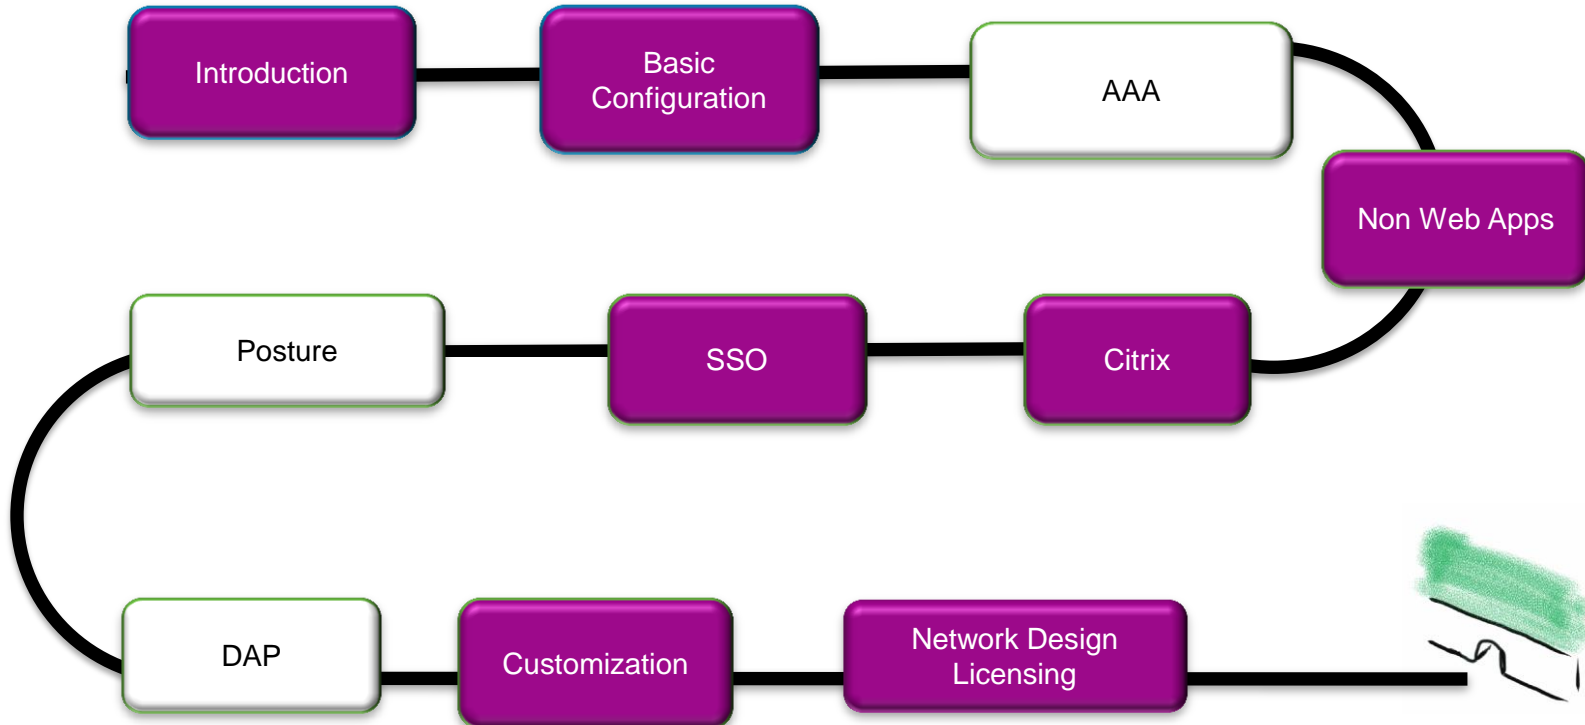 Introduction
Basic
Configuration
AAA
Non Web Apps
Posture
SSO
Citrix
DAP
Customization
Network Design
Licensing